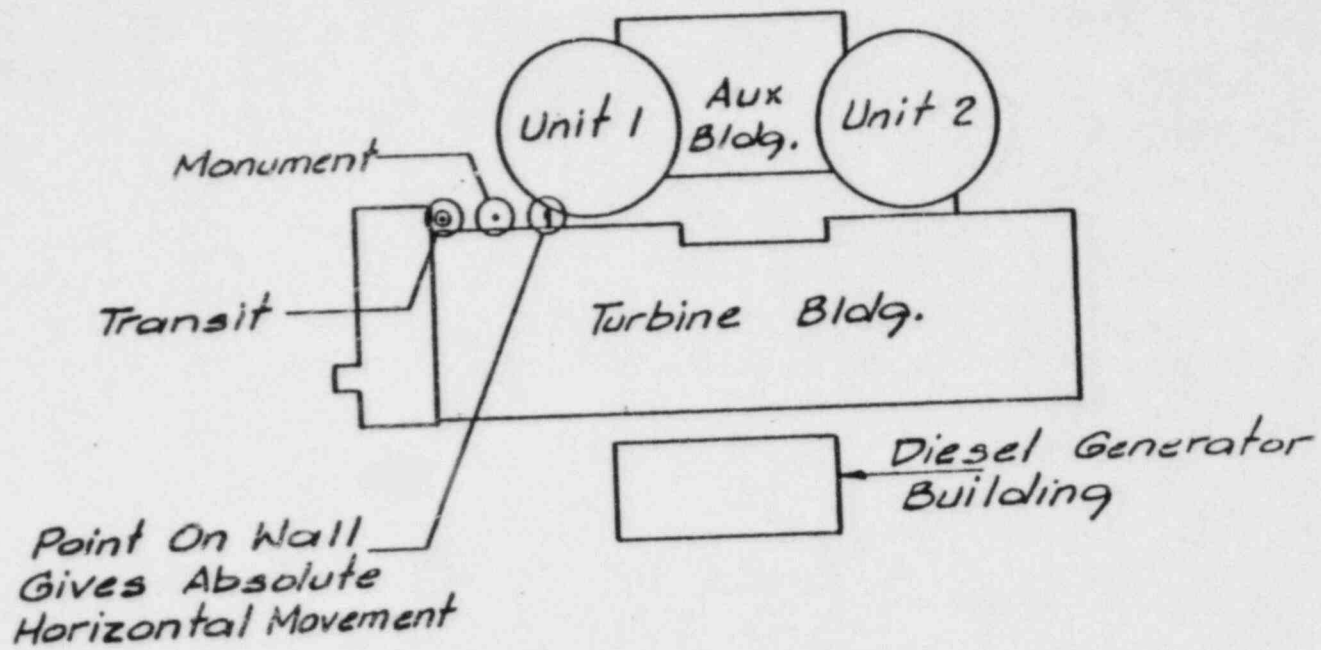 Unit 1
Aux
Bldg.
Unit 2
Monument
Transit
Turbine Bldg.
Diesel Generator
Building
Point On Wall
Gives Absolute
Horizontal Movement